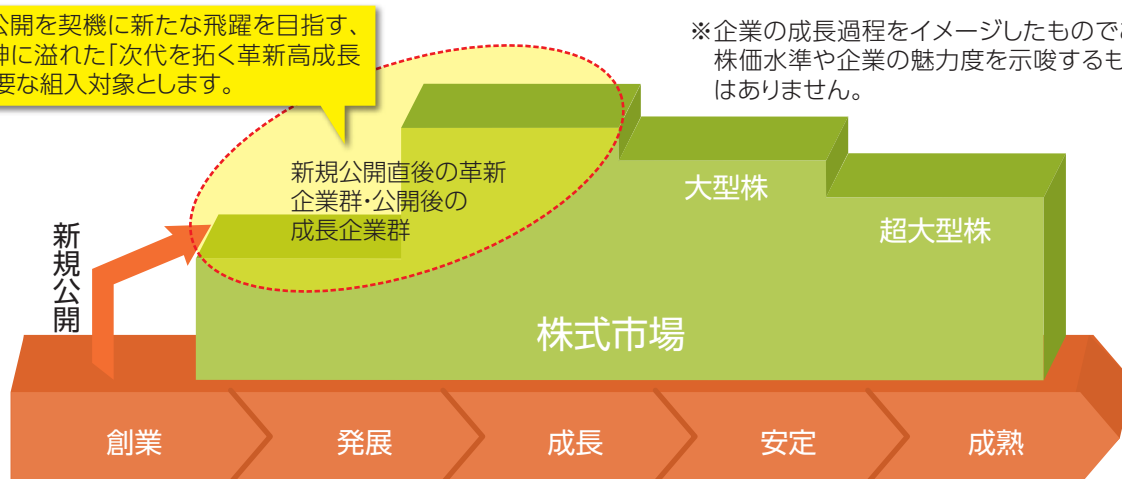 公開を契機に新たな飛躍を目指す、
神に溢れた「次代を拓く革新高成長
要な組入対象とします。
※企業の成長過程をイメージしたものであ
株価水準や企業の魅力度を示唆するも
はありません。
新規公開直後の革新
企業群・公開後の
成長企業群
大型株
超大型株
新規公開
株式市場
創業
発展
成長
安定
成熟